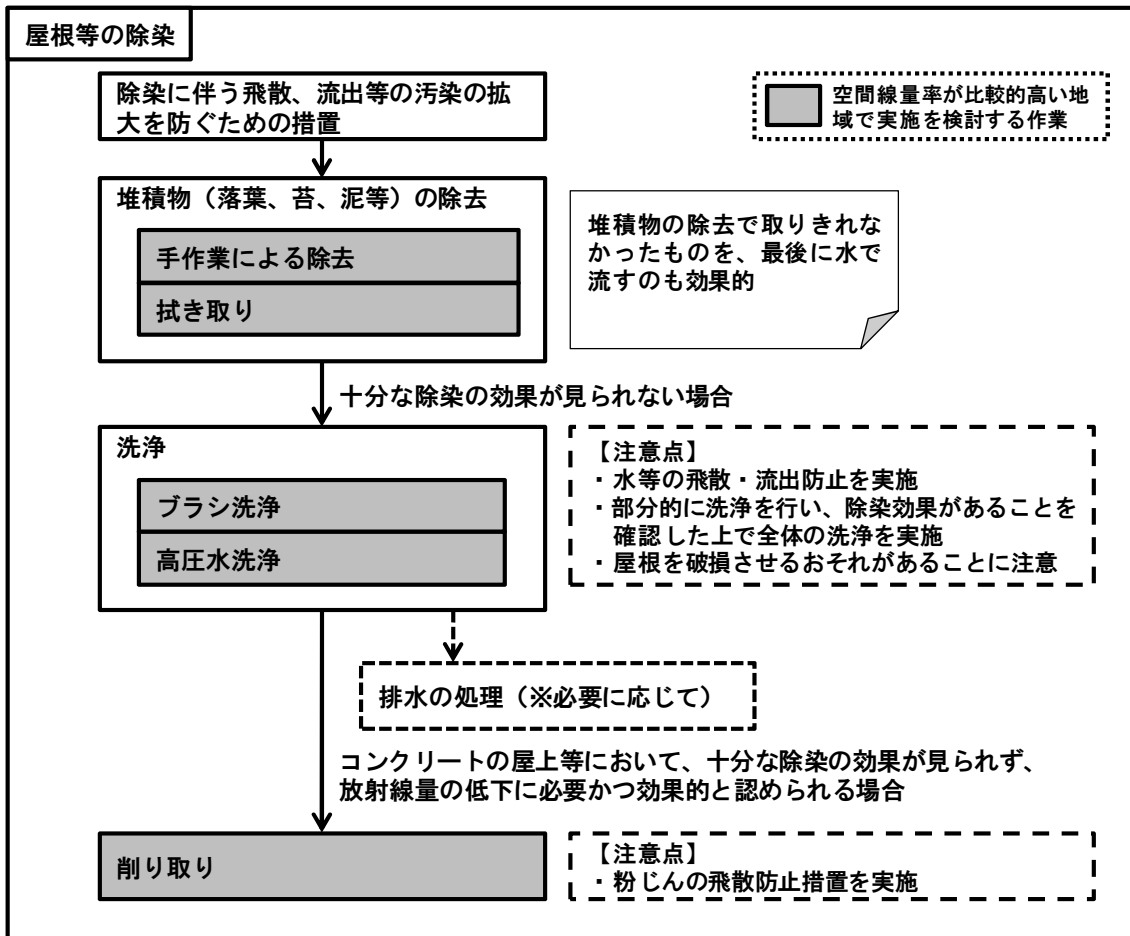 屋根等の除染
除染に伴う飛散、流出等の汚染の拡
大を防ぐための措置
空間線量率が比較的高い地
域で実施を検討する作業
堆積物（落葉、苔、泥等）の除去
手作業による除去
拭き取り
堆積物の除去で取りきれな
かったものを、最後に水で
流すのも効果的
十分な除染の効果が見られない場合
洗浄
ブラシ洗浄
高圧水洗浄
【注意点】
・水等の飛散・流出防止を実施
・部分的に洗浄を行い、除染効果があることを
確認した上で全体の洗浄を実施
・屋根を破損させるおそれがあることに注意
排水の処理（※必要に応じて）
コンクリートの屋上等において、十分な除染の効果が見られず、
放射線量の低下に必要かつ効果的と認められる場合
削り取り
【注意点】
・粉じんの飛散防止措置を実施